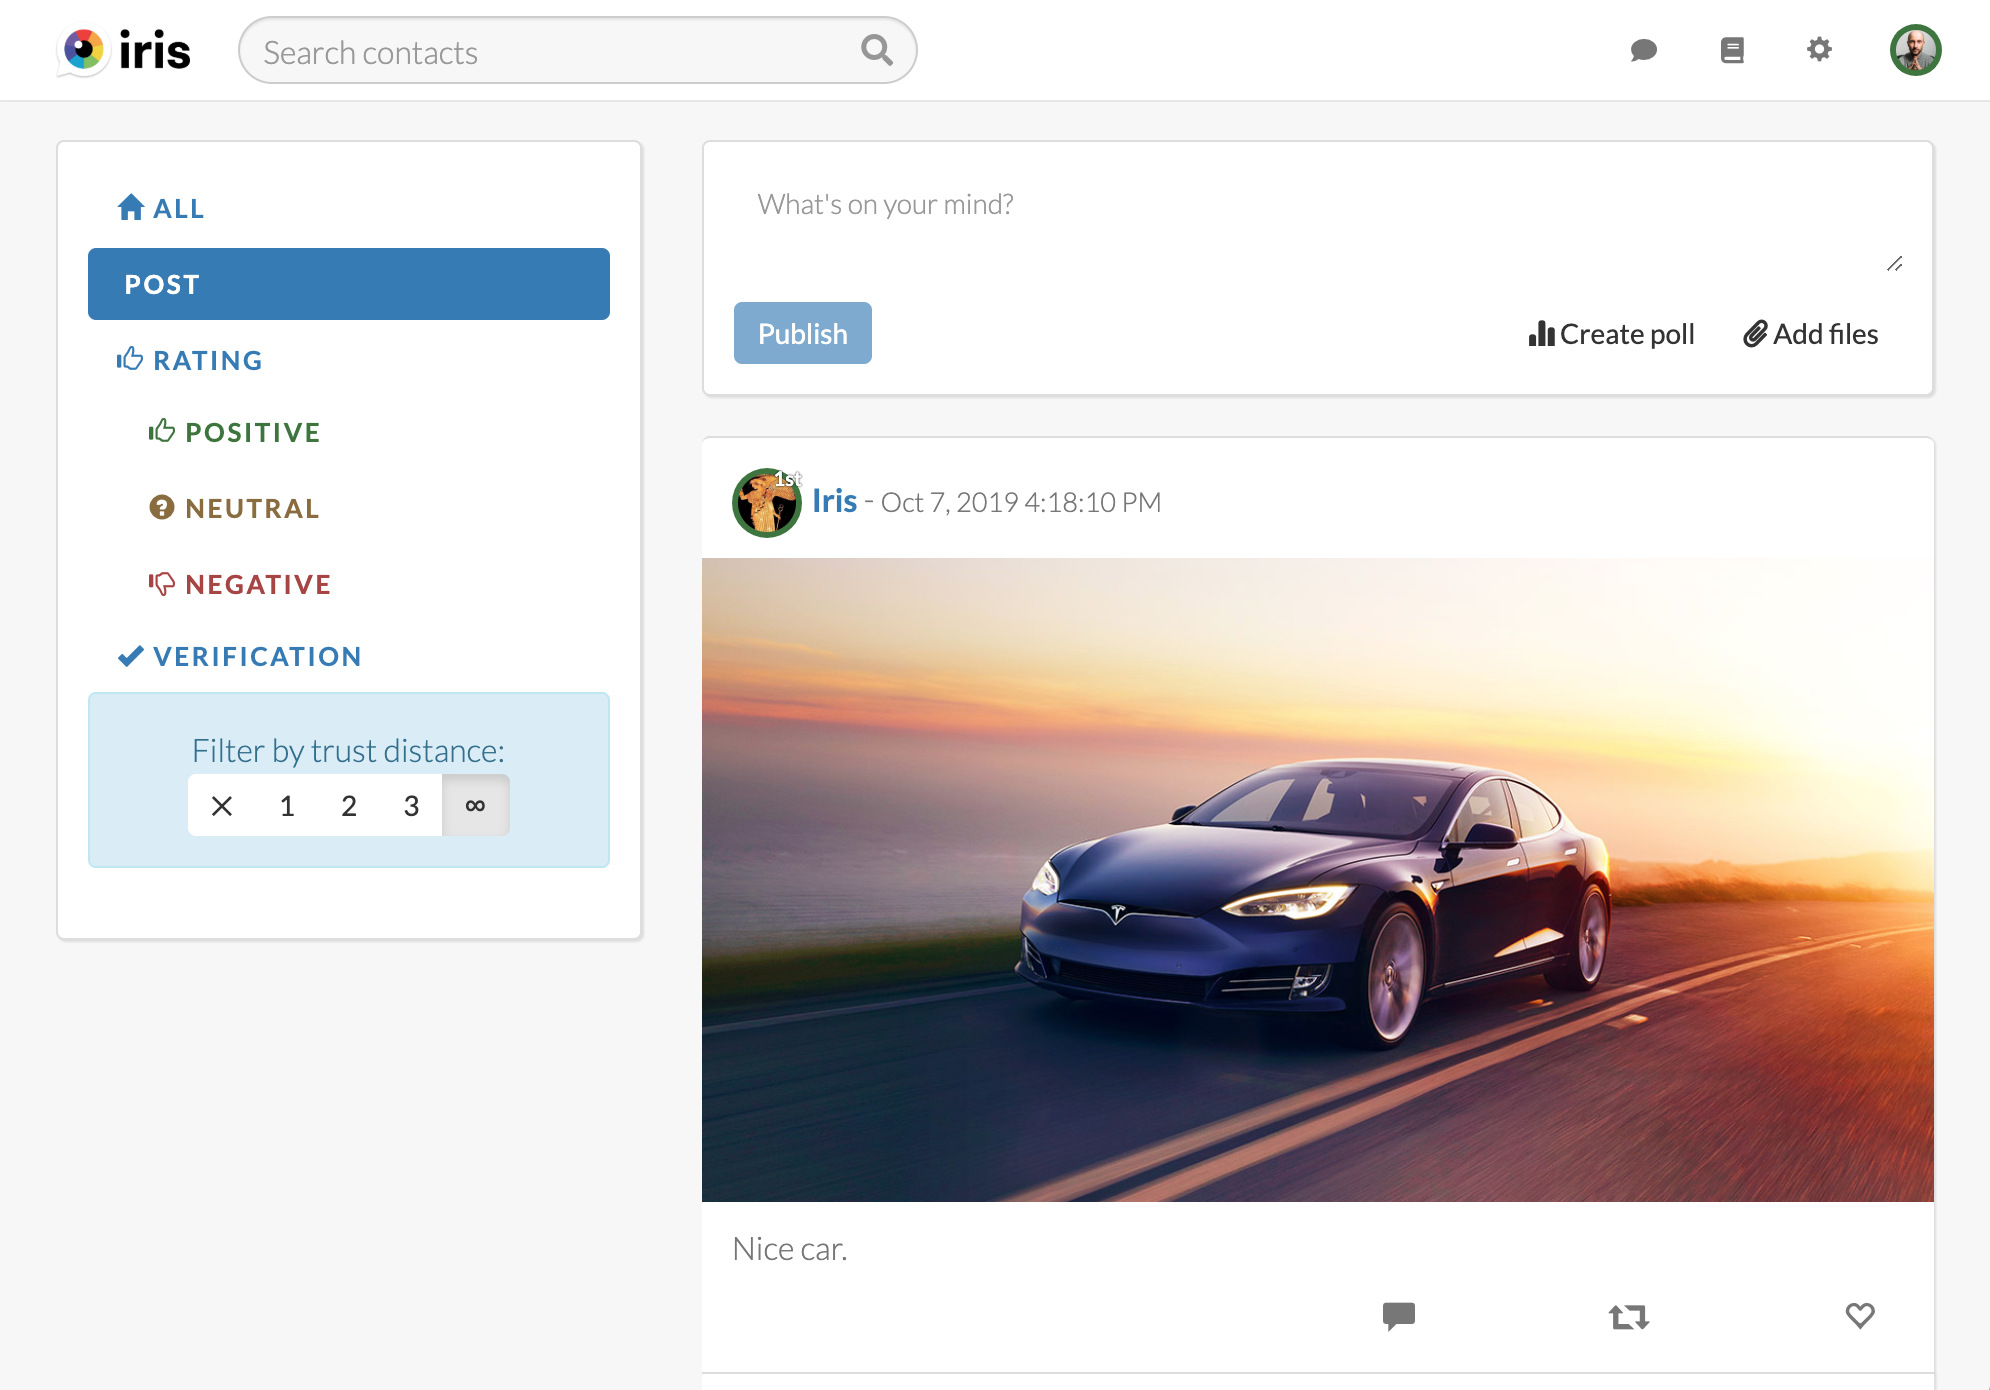 iris
Search contacts
ALL
POST
RATING
POSITIVE
NEUTRAL
NEGATIVE
VERIFICATION
Filter by trust distance:
× 1 2 3 ∞
What's on your mind?
Publish
Create poll
Add files
1st
Iris - Oct 7, 2019 4:18:10 PM
Nice car.